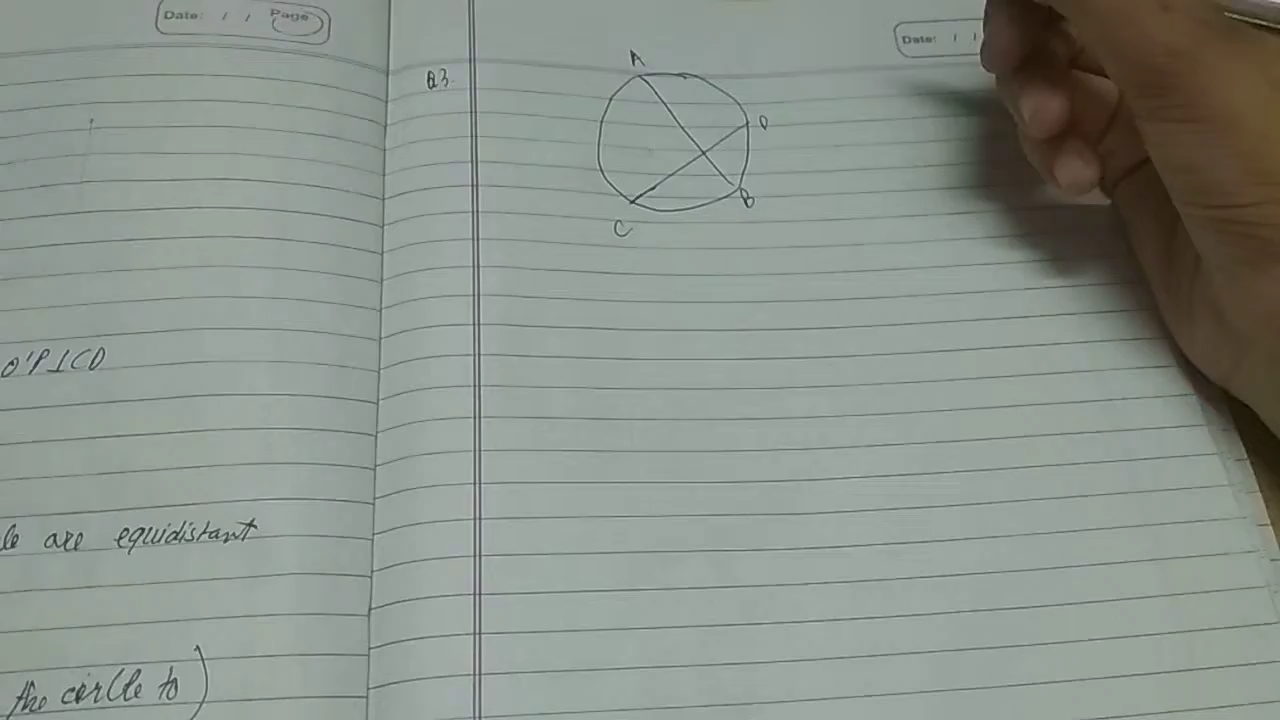 Date: / / Page
Date: / /
Q3.
A
D
B
C
O'P⊥CD
le are equidistant
the circle to)